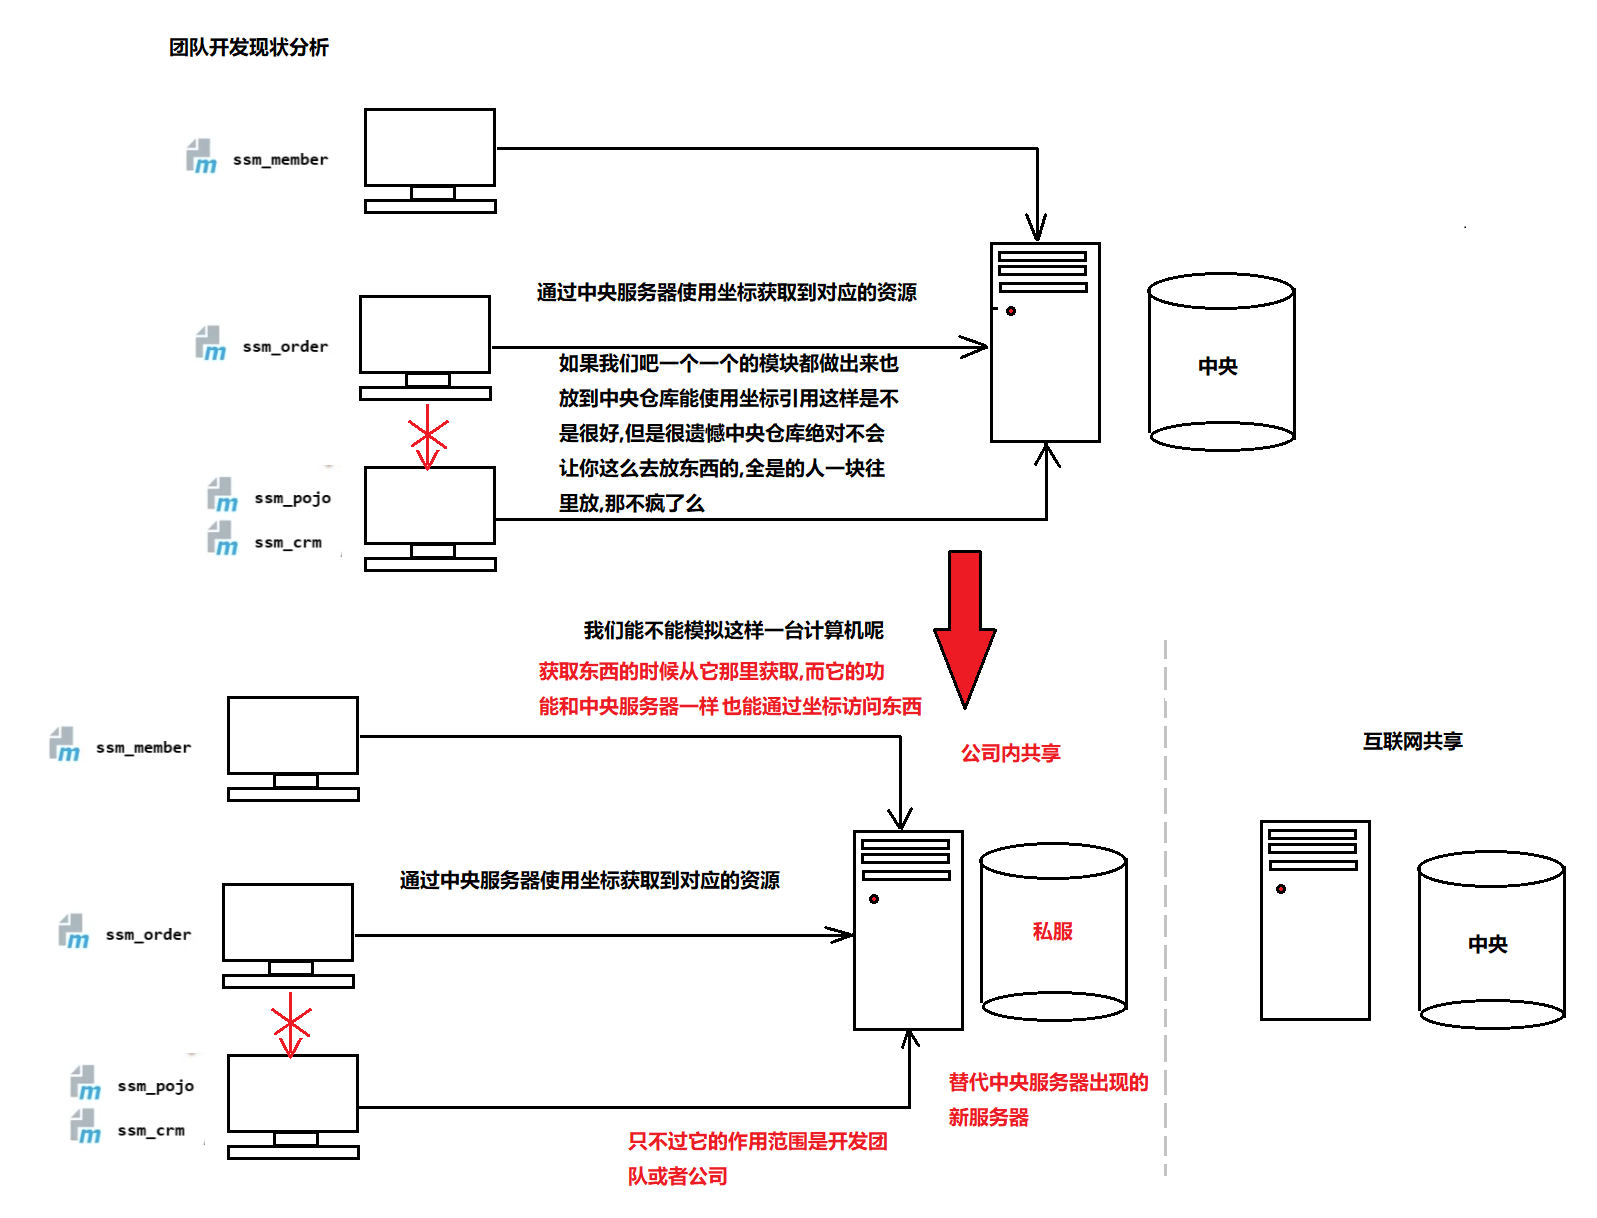 团队开发现状分析
m ssm_member
通过中央服务器使用坐标获取到对应的资源
m ssm_order
如果我们吧一个一个的模块都做出来也
放到中央仓库能使用坐标引用这样是不
是很好,但是很遗憾中央仓库绝对不会
让你这么去放东西的,全是的人一块往
里放,那不疯了么
中央
m ssm_pojo
m ssm_crm
我们能不能模拟这样一台计算机呢
获取东西的时候从它那里获取,而它的功
能和中央服务器一样 也能通过坐标访问东西
m ssm_member
公司内共享
互联网共享
通过中央服务器使用坐标获取到对应的资源
m ssm_order
私服
中央
m ssm_pojo
m ssm_crm
替代中央服务器出现的
新服务器
只不过它的作用范围是开发团
队或者公司